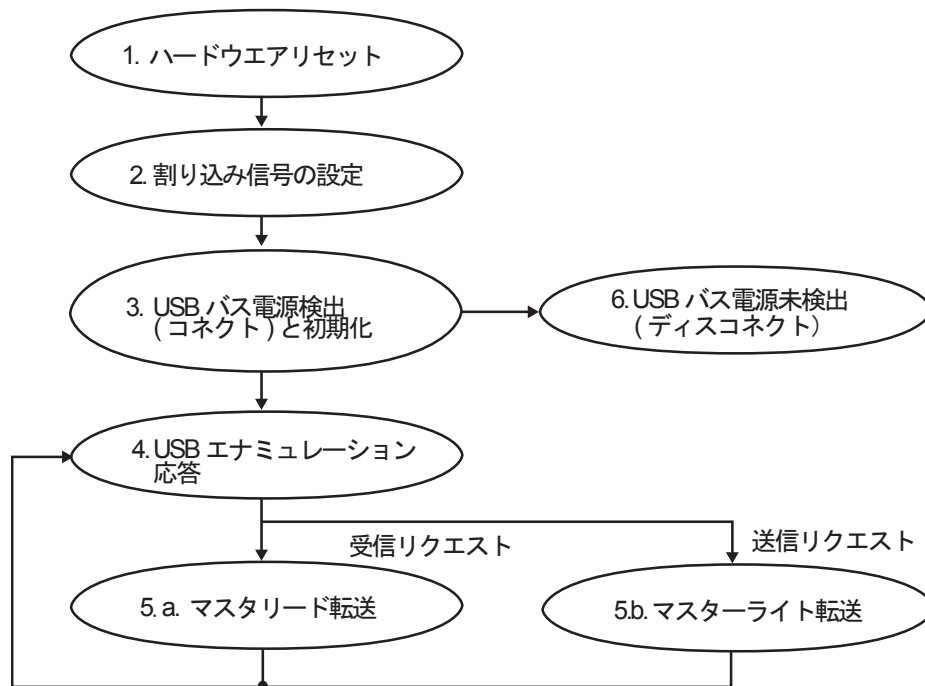 1. ハードウエアリセット
2. 割り込み信号の設定
3. USB バス電源検出
( コネクト ) と初期化
6. USB バス電源未検出
( ディスコネクト）
4. USB エナミュレーション
応答
受信リクエスト
送信リクエスト
5. a. マスタリード転送
5.b. マスターライト転送